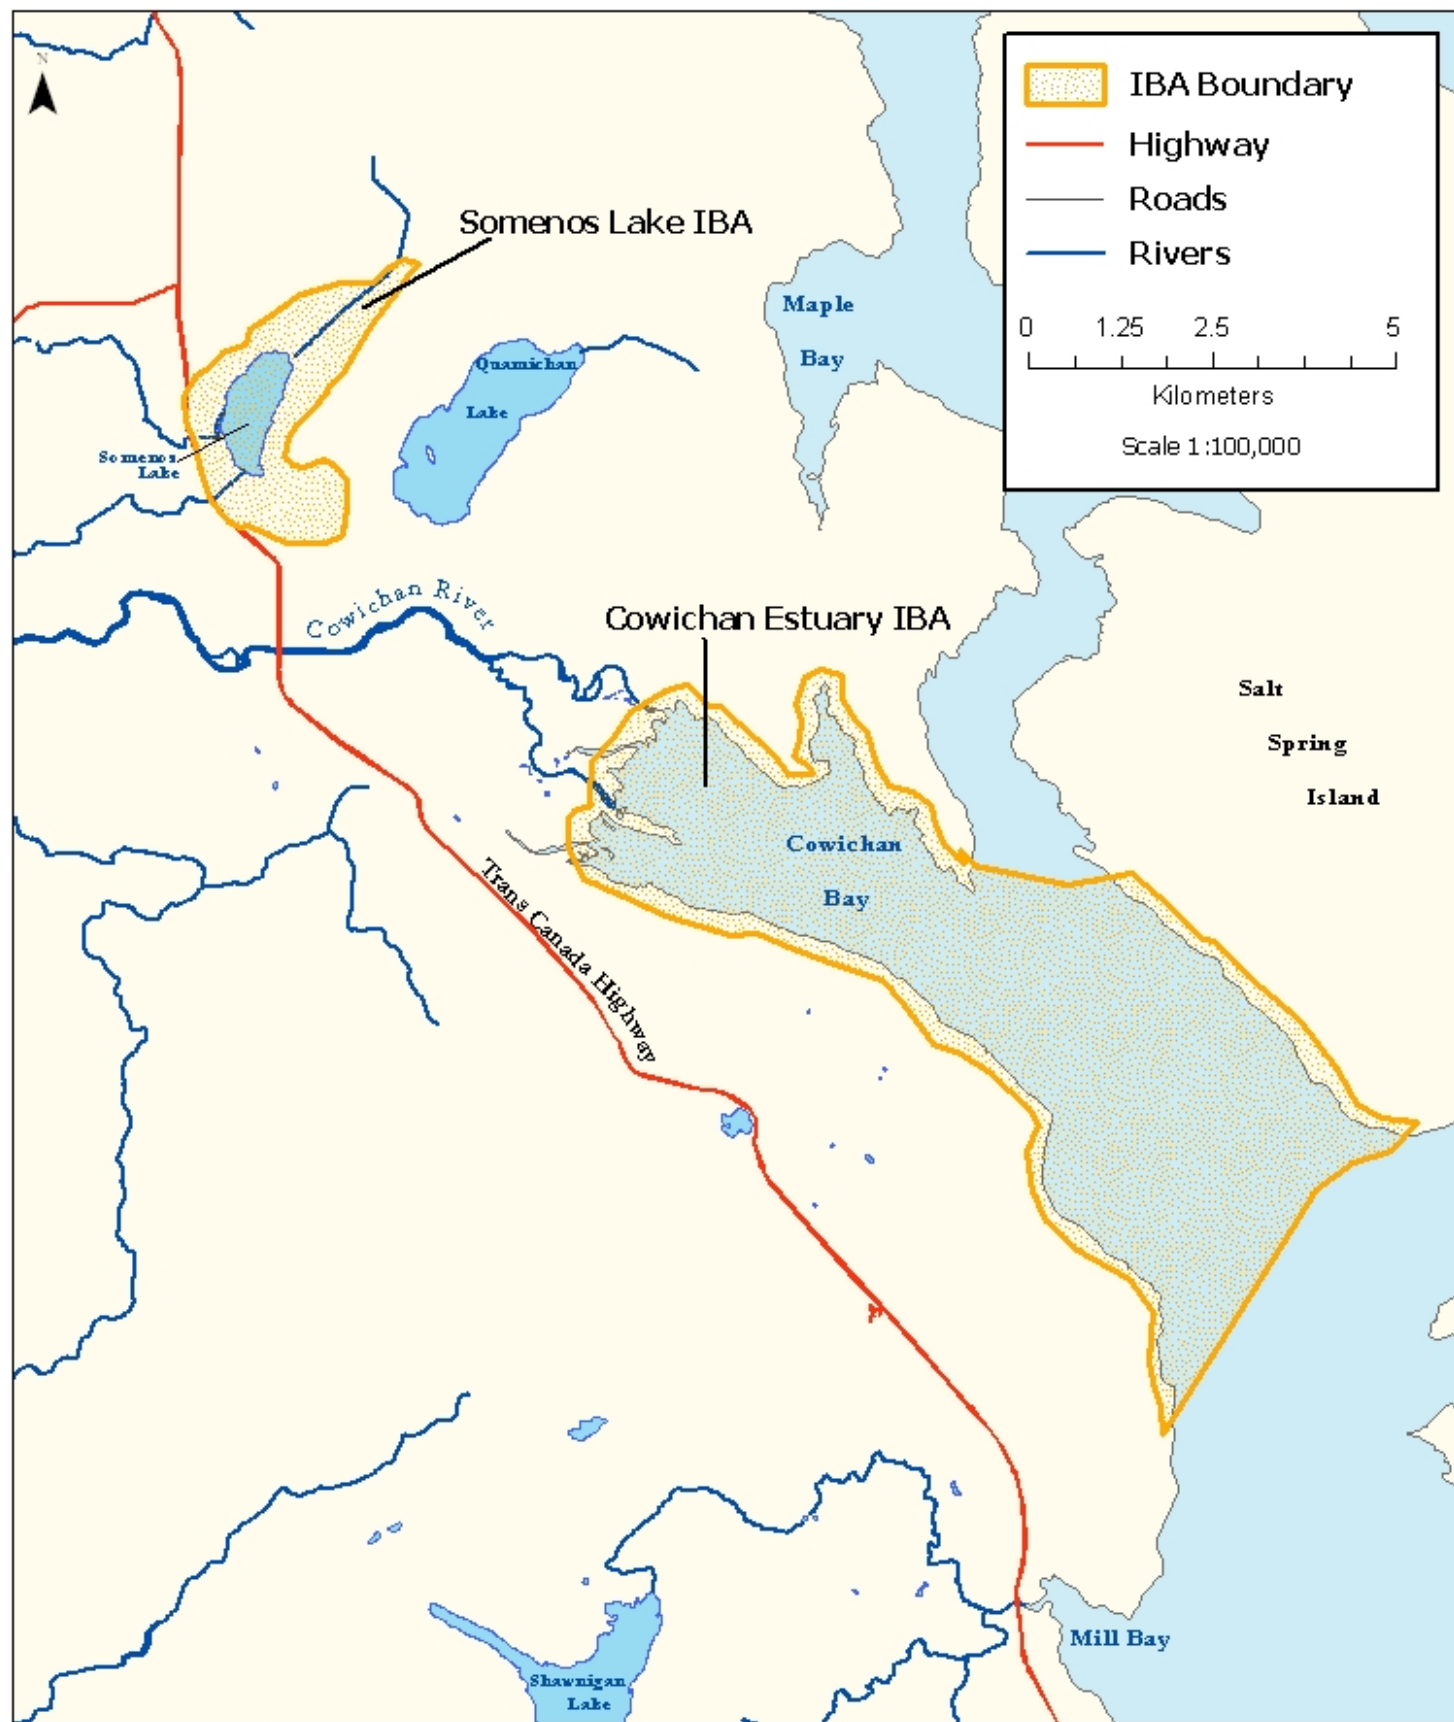 N
IBA Boundary
Highway
Roads
Rivers
0 1.25 2.5 5
Kilometers
Scale 1:100,000
Somenos Lake IBA
Maple
Bay
Quamichan
Lake
Somenos
Lake
Cowichan River
Cowichan Estuary IBA
Salt
Spring
Island
Cowichan
Bay
Trans Canada Highway
Mill Bay
Shawnigan
Lake